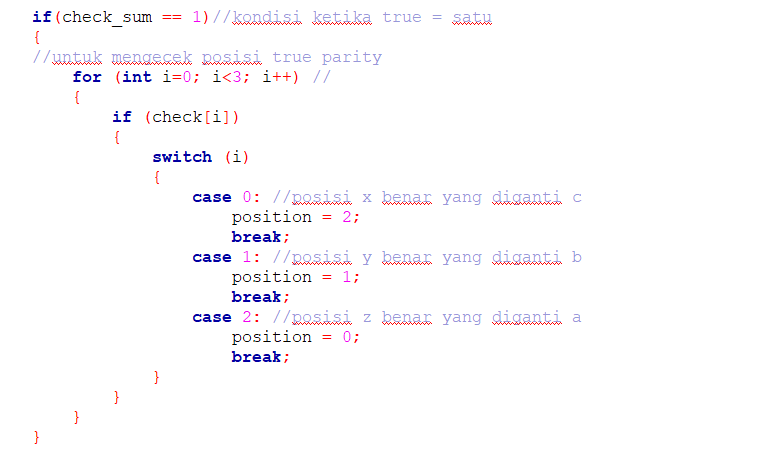 if(check_sum == 1)//kondisi ketika true = satu
{
//untuk mengecek posisi true parity
    for (int i=0; i<3; i++) //
    {
        if (check[i])
        {
            switch (i)
            {
                case 0: //posisi x benar yang diganti c
                    position = 2;
                    break;
                case 1: //posisi y benar yang diganti b
                    position = 1;
                    break;
                case 2: //posisi z benar yang diganti a
                    position = 0;
                    break;
            }
        }
    }
}